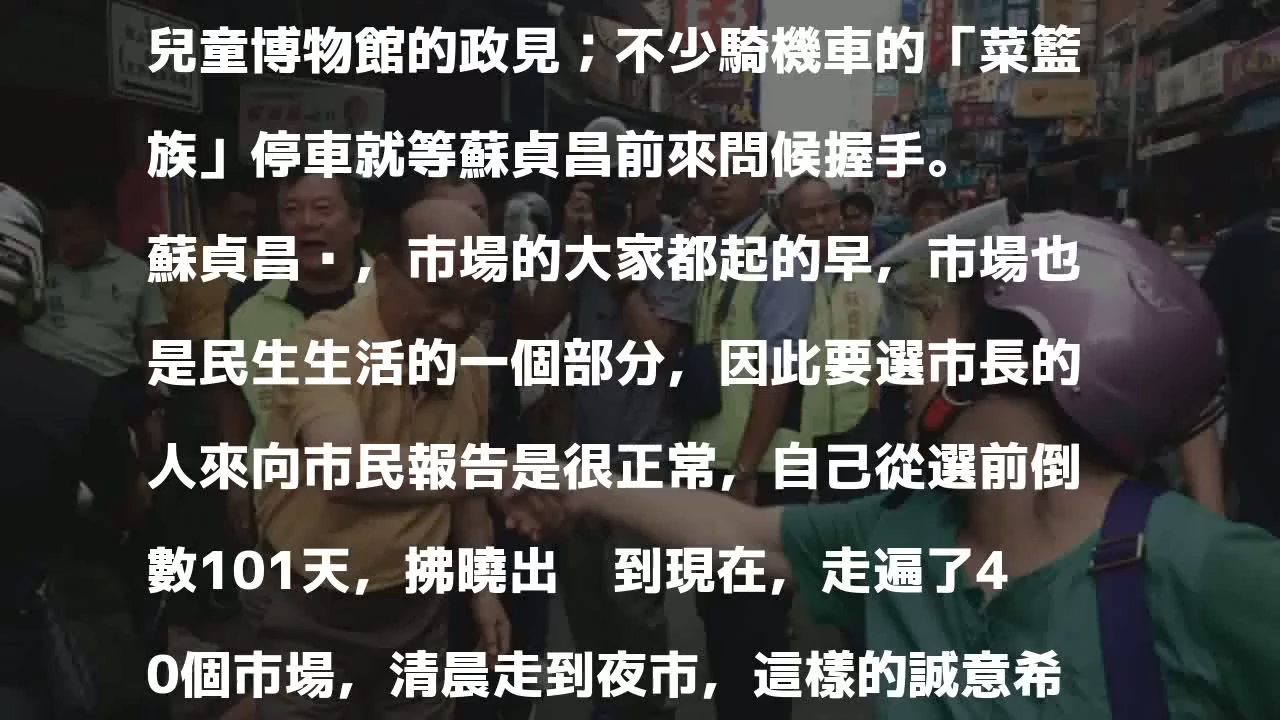 兒童博物館的政見；不少騎機車的「菜籃
族」停車就等蘇貞昌前來問候握手。
蘇貞昌·，市場的大家都起的早，市場也
是民生生活的一個部分，因此要選市長的
人來向市民報告是很正常，自己從選前倒
數101天，拂曉出　到現在，走遍了4
0個市場，清晨走到夜市，這樣的誠意希